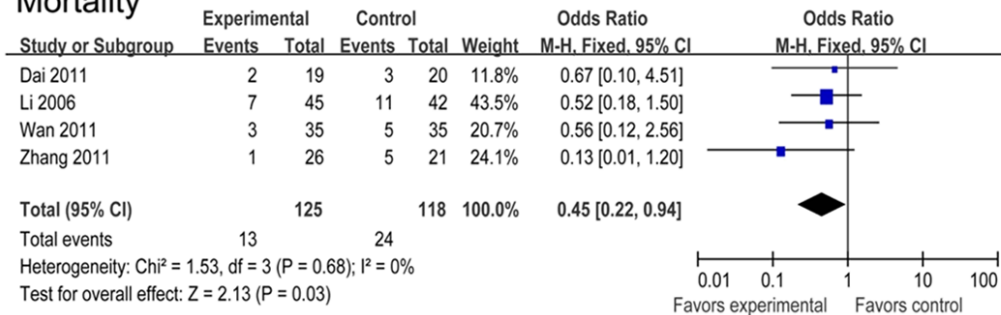 Mortality
Experimental Control Odds Ratio Odds Ratio
Study or Subgroup Events Total Events Total Weight M-H, Fixed, 95% CI M-H, Fixed, 95% CI
Dai 2011 2 19 3 20 11.8% 0.67 [0.10, 4.51]
Li 2006 7 45 11 42 43.5% 0.52 [0.18, 1.50]
Wan 2011 3 35 5 35 20.7% 0.56 [0.12, 2.56]
Zhang 2011 1 26 5 21 24.1% 0.13 [0.01, 1.20]
Total (95% CI) 125 118 100.0% 0.45 [0.22, 0.94]
Total events 13 24
Heterogeneity: Chi² = 1.53, df = 3 (P = 0.68); I² = 0%
Test for overall effect: Z = 2.13 (P = 0.03)
0.01 0.1 1 10 100
Favors experimental Favors control